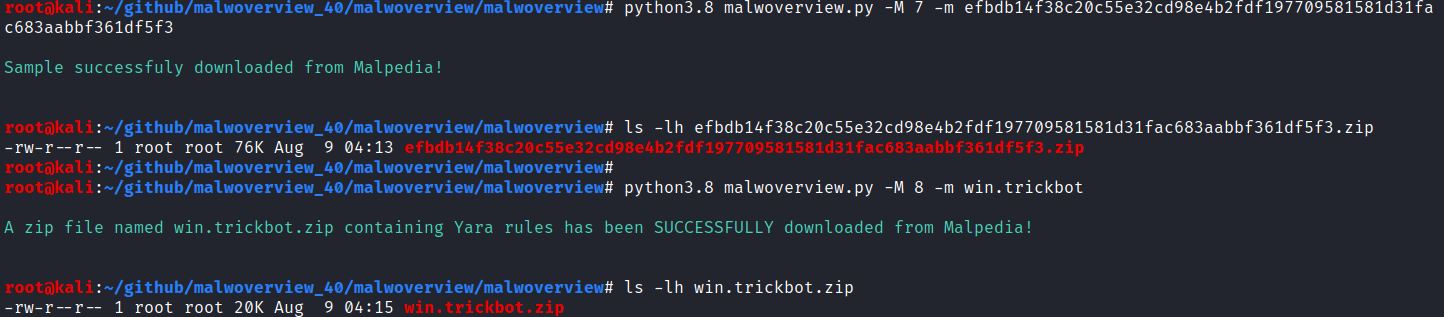 root@kali:~/github/malwoverview_40/malwoverview/malwoverview# python3.8 malwoverview.py -M 7 -m efbdb14f38c20c55e32cd98e4b2fdf197709581581d31fa
c683aabbf361df5f3
Sample successfuly downloaded from Malpedia!
root@kali:~/github/malwoverview_40/malwoverview/malwoverview# ls -lh efbdb14f38c20c55e32cd98e4b2fdf197709581581d31fac683aabbf361df5f3.zip
-rw-r--r-- 1 root root 76K Aug  9 04:13 efbdb14f38c20c55e32cd98e4b2fdf197709581581d31fac683aabbf361df5f3.zip
root@kali:~/github/malwoverview_40/malwoverview/malwoverview#
root@kali:~/github/malwoverview_40/malwoverview/malwoverview# python3.8 malwoverview.py -M 8 -m win.trickbot
A zip file named win.trickbot.zip containing Yara rules has been SUCCESSFULLY downloaded from Malpedia!
root@kali:~/github/malwoverview_40/malwoverview/malwoverview# ls -lh win.trickbot.zip
-rw-r--r-- 1 root root 20K Aug  9 04:15 win.trickbot.zip